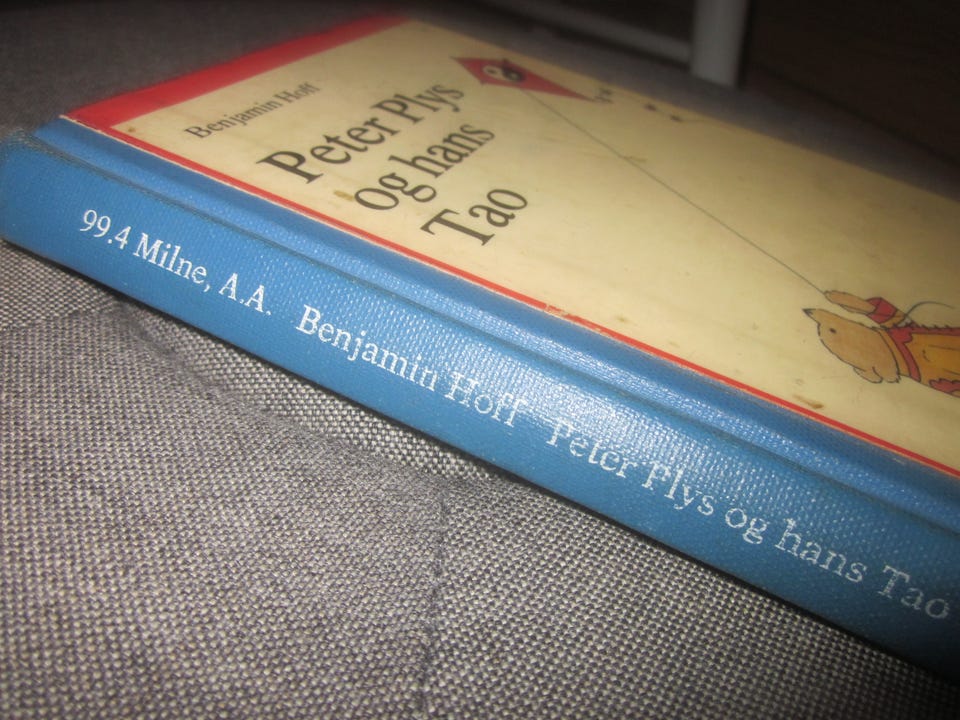 Benjamin Hoff
Peter Plys
Og hans
Tao
99.4 Milne, A.A. Benjamin Hoff Peter Plys og hans Tao